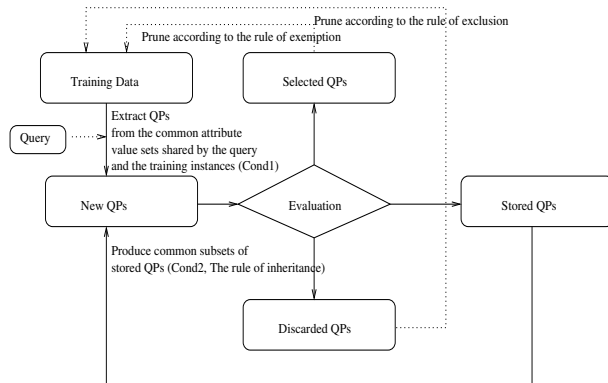 Prune according to the rule of exclusion
Prune according to the rule of exemption
Training Data
Selected QPs
Extract QPs
from the common attribute
value sets shared by the query
and the training instances (Cond1)
Query
New QPs
Evaluation
Stored QPs
Produce common subsets of
stored QPs (Cond2, The rule of inheritance)
Discarded QPs